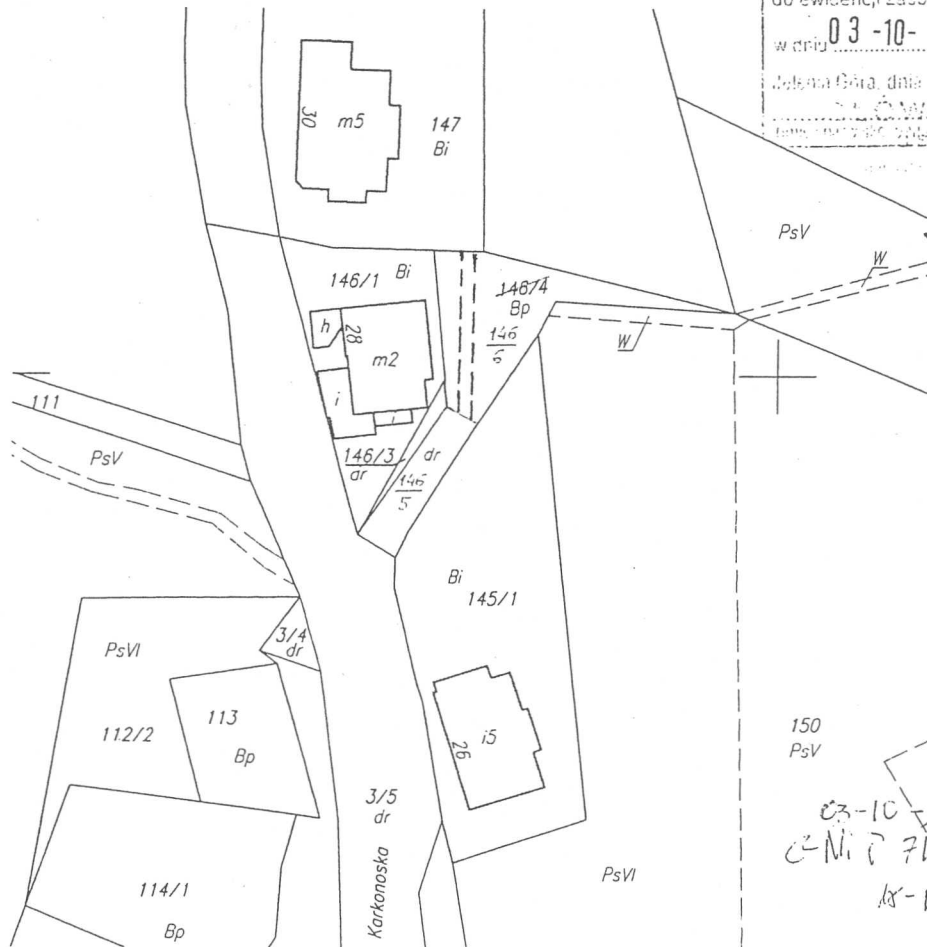 w dniu 03 -10-
Jelenia Góra, dnia
30
m5
147
Bi
PsV
W
146/1
Bi
146/4
Bp
146
6
h
28
m2
W
i
i
111
PsV
146/3
dr
dr
146
5
Bi
145/1
3/4
dr
PsVI
112/2
113
Bp
i5
26
150
PsV
3/5
dr
Karkonoska
03-10-
PsVI
114/1
Bp